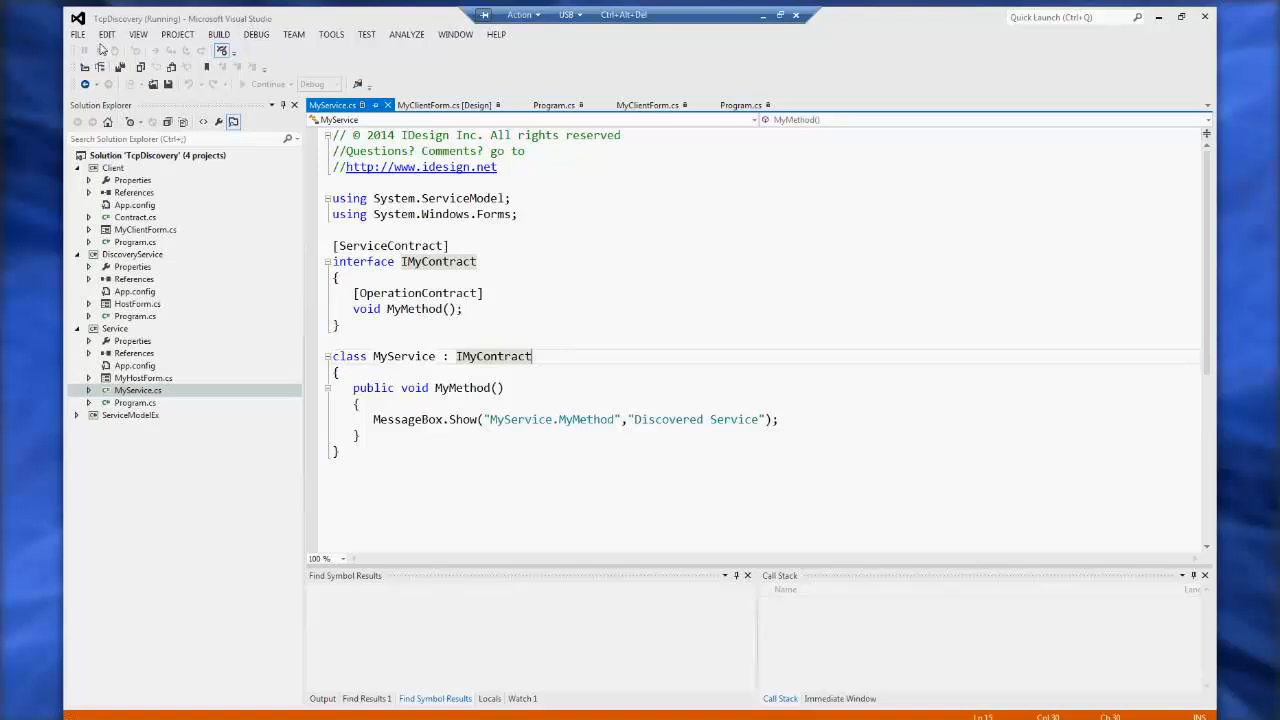 TcpDiscovery (Running) - Microsoft Visual Studio
Action
USB
Ctrl+Alt+Del
Quick Launch (Ctrl+Q)
FILE EDIT VIEW PROJECT BUILD DEBUG TEAM TOOLS TEST ANALYZE WINDOW HELP
Continue
Debug
Solution Explorer
Search Solution Explorer (Ctrl+;)
Solution 'TcpDiscovery' (4 projects)
Client
Properties
References
App.config
Contract.cs
MyClientForm.cs
Program.cs
DiscoveryService
Properties
References
App.config
HostForm.cs
Program.cs
Service
Properties
References
App.config
MyHostForm.cs
MyService.cs
Program.cs
ServiceModelEx
MyService.cs
MyClientForm.cs [Design]
Program.cs
MyClientForm.cs
Program.cs
MyService
MyMethod()
// © 2014 IDesign Inc. All rights reserved
//Questions? Comments? go to
//http://www.idesign.net
using System.ServiceModel;
using System.Windows.Forms;
[ServiceContract]
interface IMyContract
{
[OperationContract]
void MyMethod();
}
class MyService : IMyContract
{
public void MyMethod()
{
MessageBox.Show("MyService.MyMethod","Discovered Service");
}
}
100 %
Find Symbol Results
Call Stack
Name
Output Find Results 1 Find Symbol Results Locals Watch 1
Call Stack Immediate Window
Ln 15 Col 30 Ch 30 INS